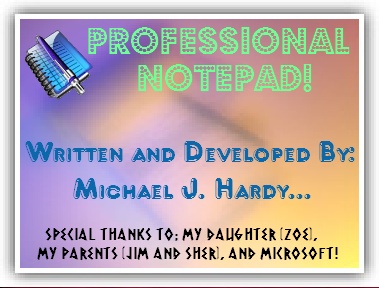 PROFESSIONAL
NOTEPAD!
WRITTEN AND DEVELOPED BY:
MICHAEL J. HARDY...
SPECIAL THANKS TO; MY DAUGHTER (ZOE),
MY PARENTS (JIM AND SHER), AND MICROSOFT!